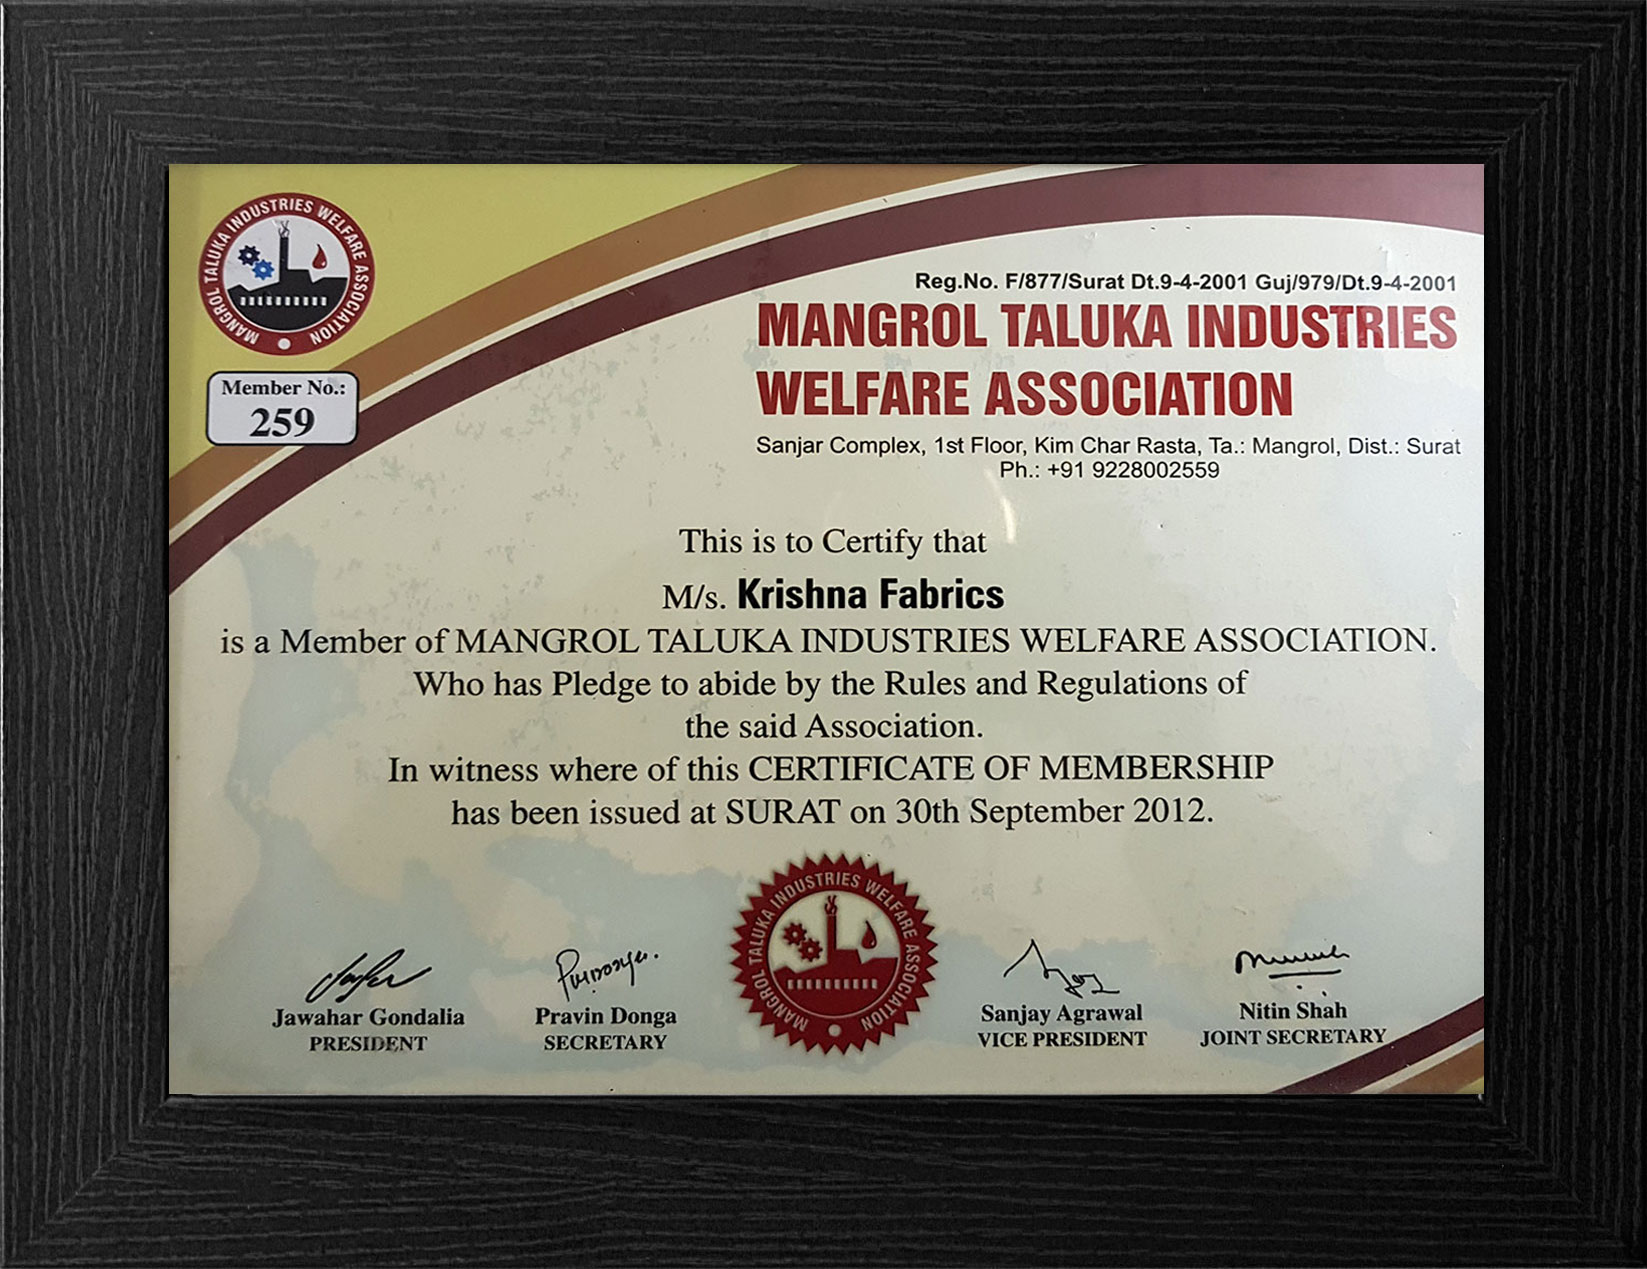 MANGROL TALUKA INDUSTRIES WELFARE ASSOCIATION
Member No.:
259
Reg.No. F/877/Surat Dt.9-4-2001 Guj/979/Dt.9-4-2001
MANGROL TALUKA INDUSTRIES
WELFARE ASSOCIATION
Sanjar Complex, 1st Floor, Kim Char Rasta, Ta.: Mangrol, Dist.: Surat
Ph.: +91 9228002559
This is to Certify that
M/s. Krishna Fabrics
is a Member of MANGROL TALUKA INDUSTRIES WELFARE ASSOCIATION.
Who has Pledge to abide by the Rules and Regulations of
the said Association.
In witness where of this CERTIFICATE OF MEMBERSHIP
has been issued at SURAT on 30th September 2012.
MANGROL TALUKA INDUSTRIES WELFARE ASSOCIATION
Jawahar Gondalia
PRESIDENT
Pravin Donga
SECRETARY
Sanjay Agrawal
VICE PRESIDENT
Nitin Shah
JOINT SECRETARY